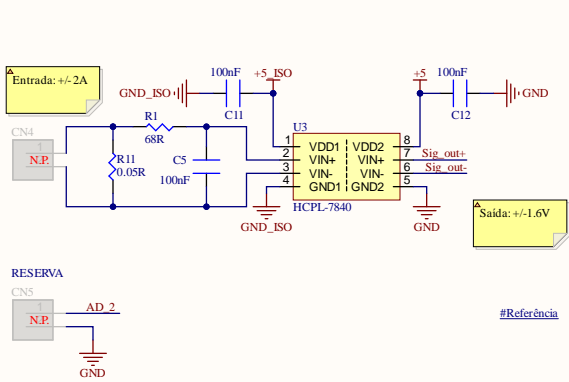 Entrada: +/- 2A
100nF
+5_ISO
+5
100nF
GND_ISO
C11
C12
GND
CN4
1
N.P.
R1
68R
R11
0.05R
C5
100nF
U3
1 VDD1 VDD2 8
2 VIN+ VIN+ 7 Sig_out+
3 VIN- VIN- 6 Sig_out-
4 GND1 GND2 5
HCPL-7840
GND_ISO
GND
Saída: +/-1.6V
RESERVA
CN5
1
N.P.
AD_2
GND
#Referência